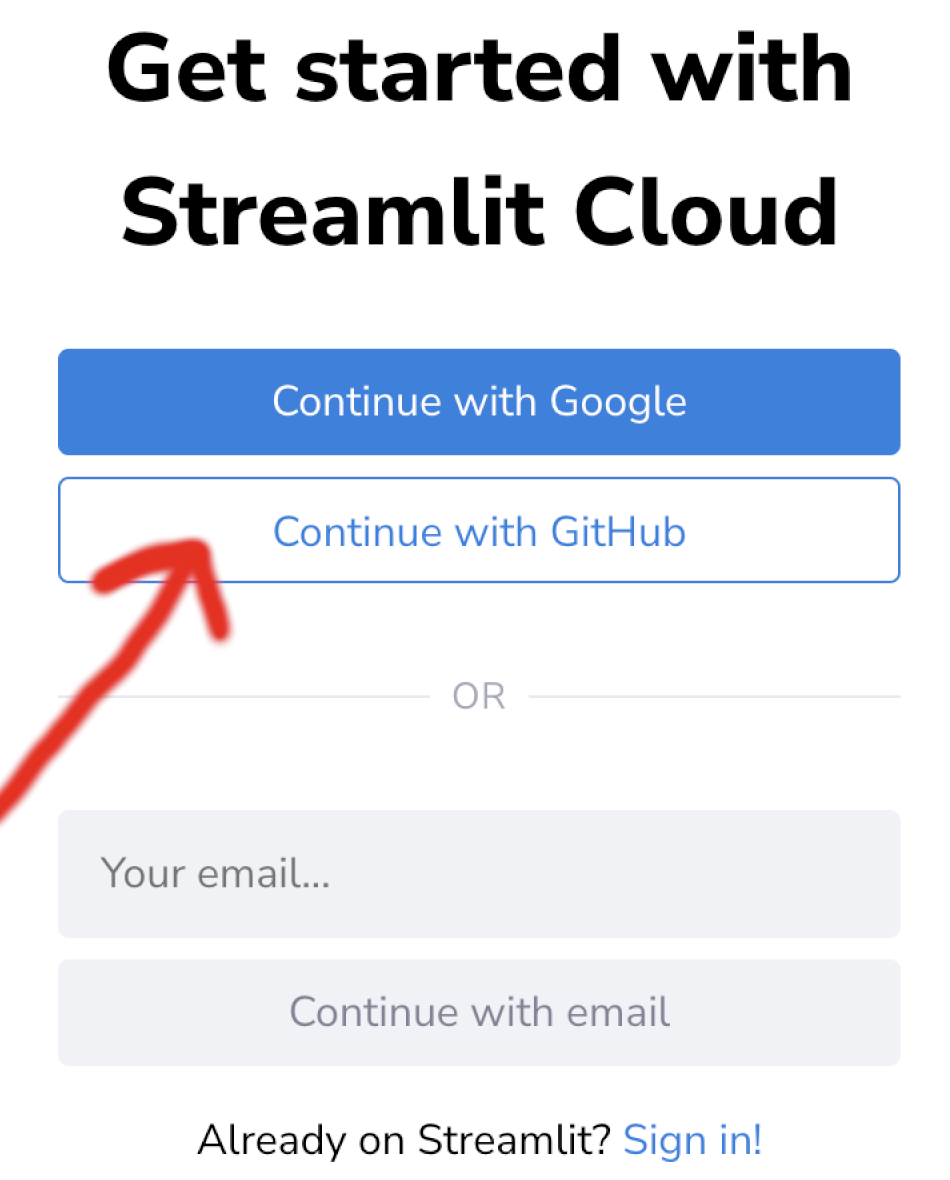 Get started with
Streamlit Cloud
Continue with Google
Continue with GitHub
OR
Your email...
Continue with email
Already on Streamlit? Sign in!